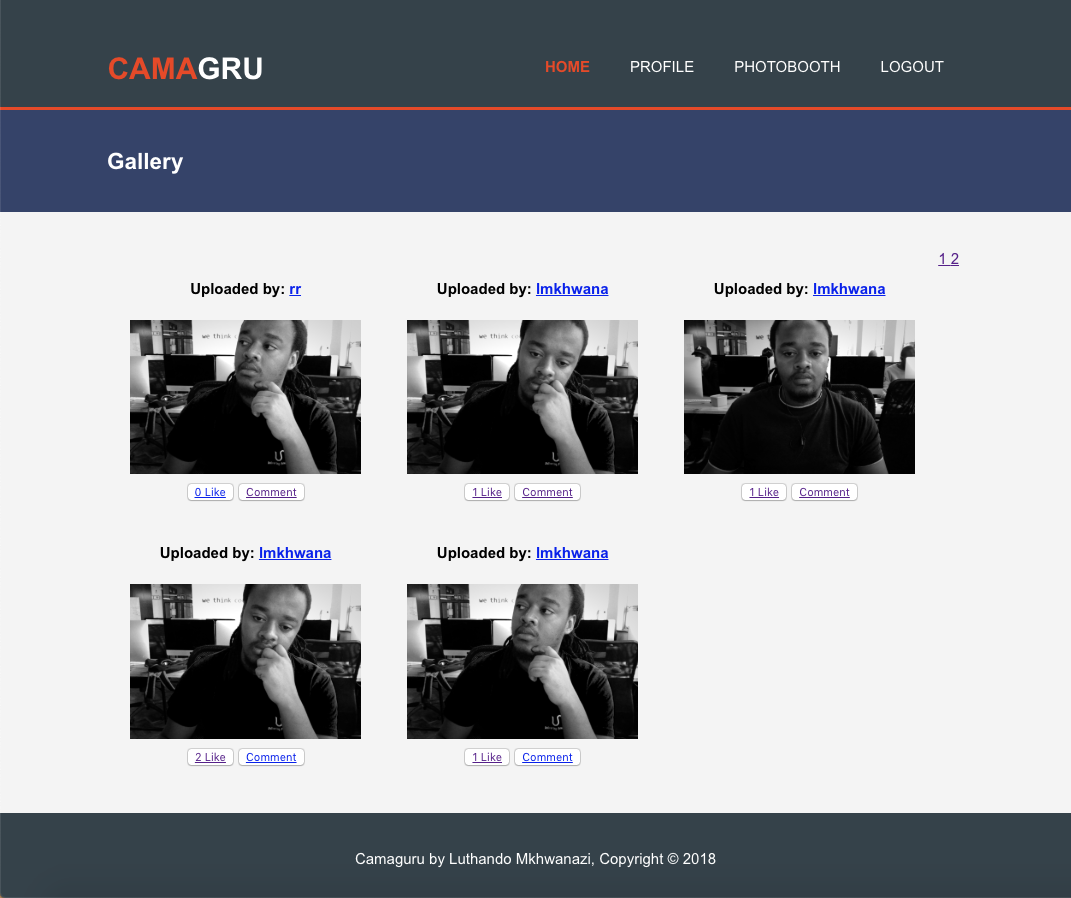 CAMAGRU
HOME PROFILE PHOTOBOOTH LOGOUT
Gallery
1 2
Uploaded by: rr
Uploaded by: lmkhwana
Uploaded by: lmkhwana
we think
we think
0 Like Comment
1 Like Comment
1 Like Comment
Uploaded by: lmkhwana
Uploaded by: lmkhwana
we think
we think
2 Like Comment
1 Like Comment
Camaguru by Luthando Mkhwanazi, Copyright © 2018